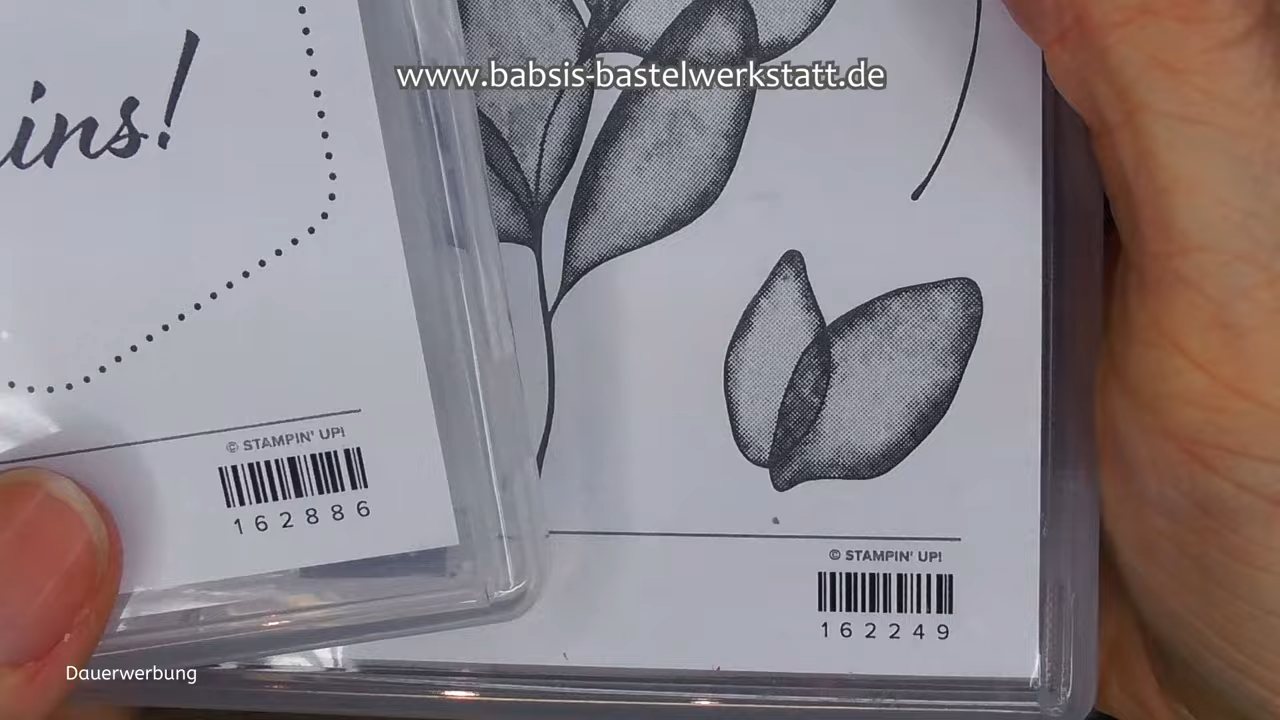 www.babsis-bastelwerkstatt.de
ins!
© STAMPIN' UP!
162886
© STAMPIN' UP!
162249
Dauerwerbung